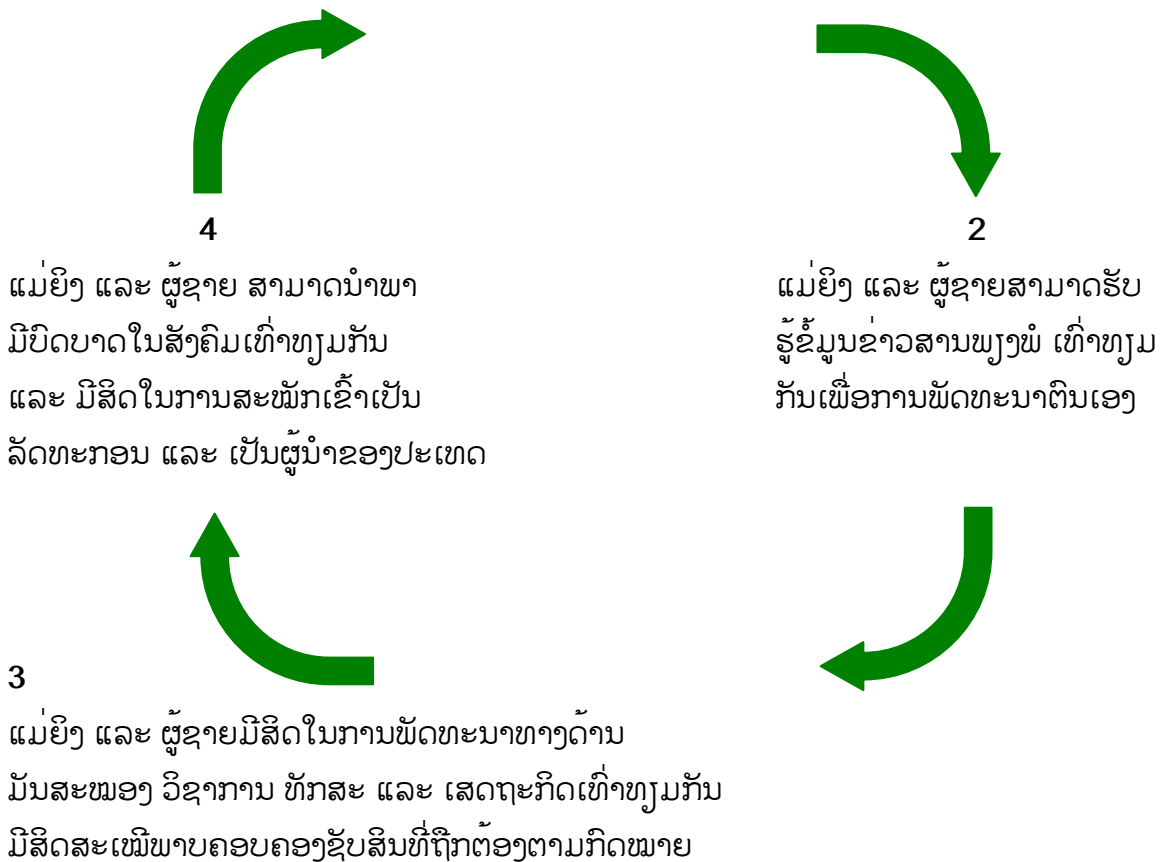 4
ແມ່ຍິງ ແລະ ຜູ້ຊາຍ ສາມາດນຳພາ
ມີບົດບາດໃນສັງຄົມເທົ່າທຽມກັນ
ແລະ ມີສິດໃນການສະໝັກເຂົ້າເປັນ
ລັດທະກອນ ແລະ ເປັນຜູ້ນຳຂອງປະເທດ
2
ແມ່ຍິງ ແລະ ຜູ້ຊາຍສາມາດຮັບ
ຮູ້ຂໍ້ມູນຂ່າວສານພຽງພໍ ເທົ່າທຽມ
ກັນເພື່ອການພັດທະນາຕົນເອງ
3
ແມ່ຍິງ ແລະ ຜູ້ຊາຍມີສິດໃນການພັດທະນາທາງດ້ານ
ມັນສະໝອງ ວິຊາການ ທັກສະ ແລະ ເສດຖະກິດເທົ່າທຽມກັນ
ມີສິດສະເໝີພາບຄອບຄອງຊັບສິນທີ່ຖືກຕ້ອງຕາມກົດໝາຍ